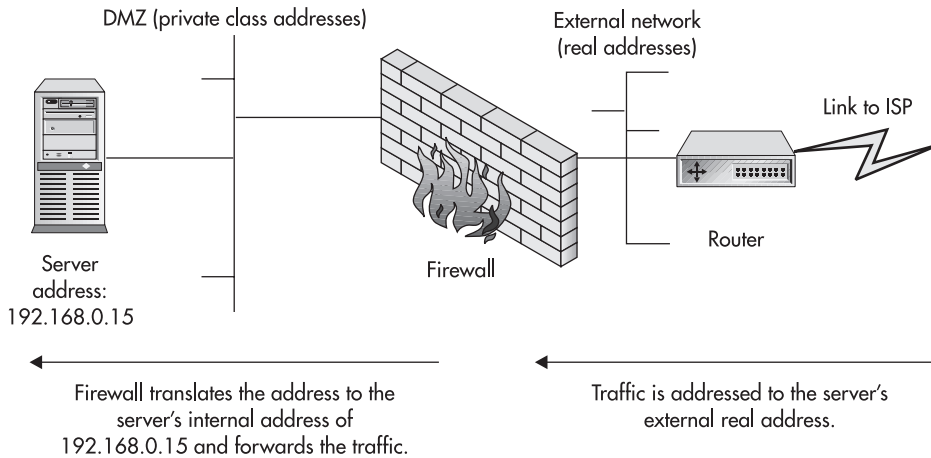 DMZ (private class addresses)
External network
(real addresses)
Link to ISP
Server
address:
192.168.0.15
Firewall
Router
Firewall translates the address to the
server's internal address of
192.168.0.15 and forwards the traffic.
Traffic is addressed to the server's
external real address.